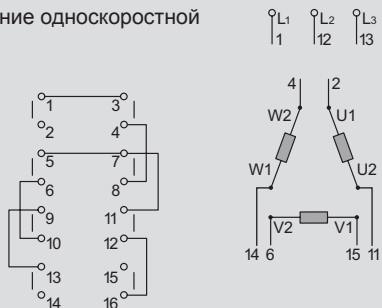 ние односкоростной
L1 L2 L3
1 12 13
4 2
W2 U1
W1 U2
V2 V1
14 6 15 11
1 3
2 4
5 7
6 8
9 11
10 12
13 15
14 16